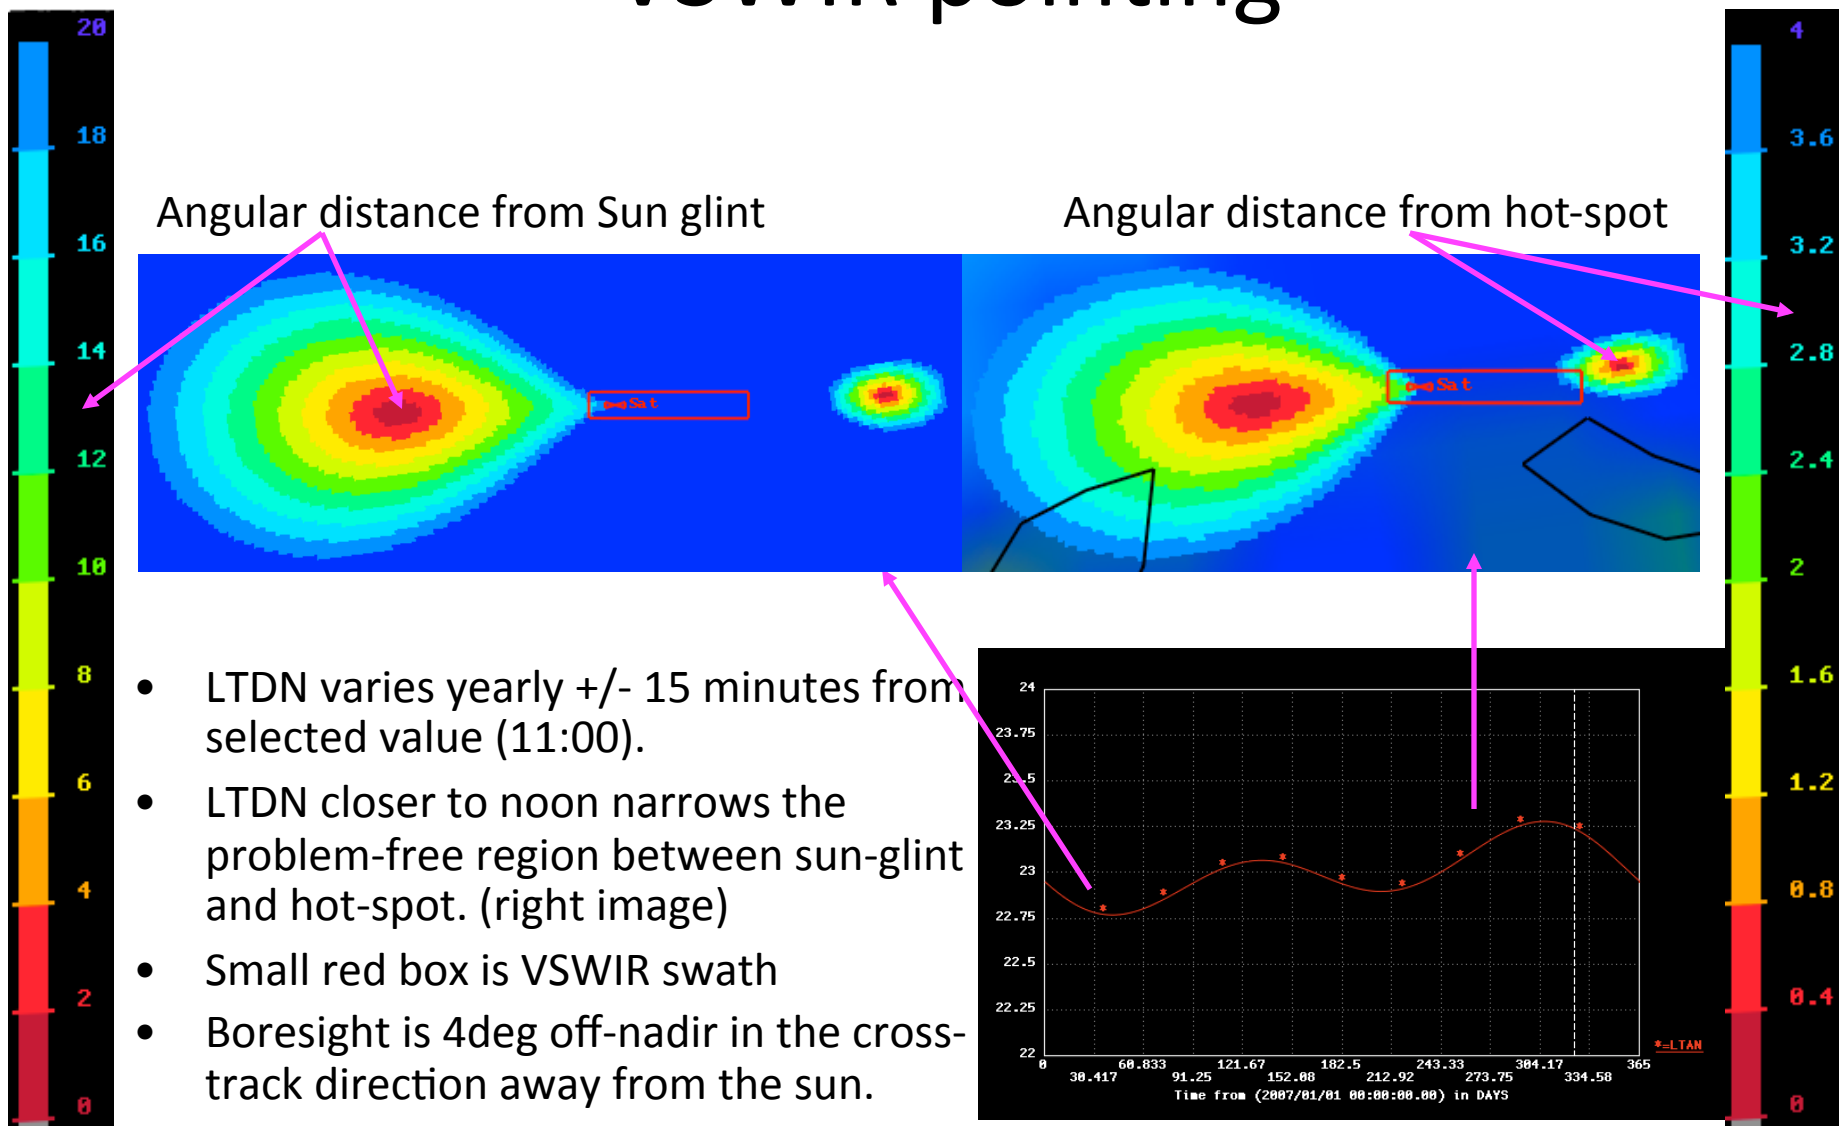 VSWIR pointing
20
18
16
14
12
10
8
6
4
2
0
4
3.6
3.2
2.8
2.4
2
1.6
1.2
0.8
0.4
0
Angular distance from Sun glint
Angular distance from hot-spot
Sat
Sat
• LTDN varies yearly +/- 15 minutes from
selected value (11:00).
• LTDN closer to noon narrows the
problem-free region between sun-glint
and hot-spot. (right image)
• Small red box is VSWIR swath
• Boresight is 4deg off-nadir in the cross-
track direction away from the sun.
24
23.75
23.5
23.25
23
22.75
22.5
22.25
22
0 60.833 121.67 182.5 243.33 304.17 365
30.417 91.25 152.08 212.92 273.75 334.58
Time from (2007/01/01 00:00:00.00) in DAYS
*=LTAN